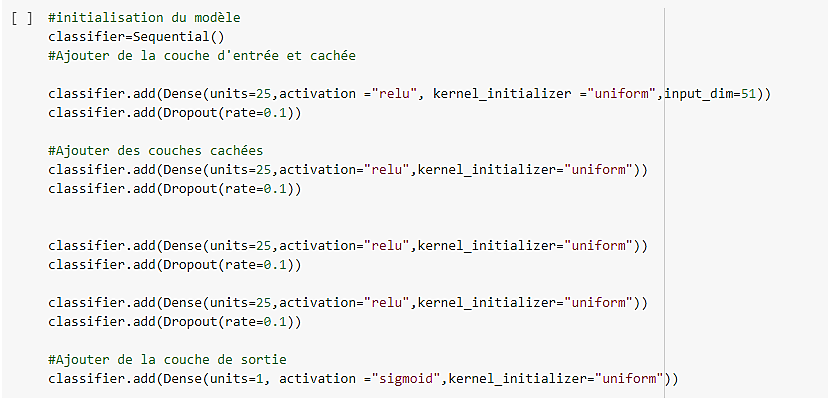 [ ] #initialisation du modèle
classifier=Sequential()
#Ajouter de la couche d'entrée et cachée
classifier.add(Dense(units=25,activation ="relu", kernel_initializer ="uniform",input_dim=51))
classifier.add(Dropout(rate=0.1))
#Ajouter des couches cachées
classifier.add(Dense(units=25,activation="relu",kernel_initializer="uniform"))
classifier.add(Dropout(rate=0.1))
classifier.add(Dense(units=25,activation="relu",kernel_initializer="uniform"))
classifier.add(Dropout(rate=0.1))
classifier.add(Dense(units=25,activation="relu",kernel_initializer="uniform"))
classifier.add(Dropout(rate=0.1))
#Ajouter de la couche de sortie
classifier.add(Dense(units=1, activation ="sigmoid",kernel_initializer="uniform"))